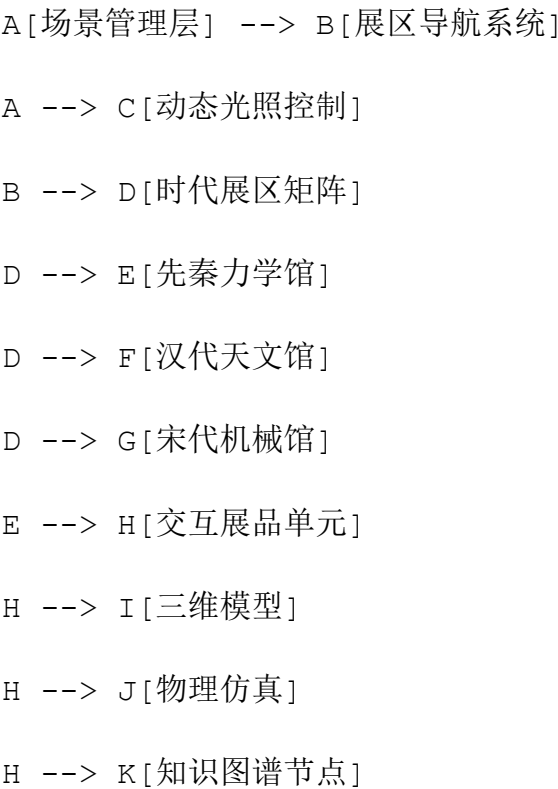 A[场景管理层] --> B[展区导航系统]
A --> C[动态光照控制]
B --> D[时代展区矩阵]
D --> E[先秦力学馆]
D --> F[汉代天文馆]
D --> G[宋代机械馆]
E --> H[交互展品单元]
H --> I[三维模型]
H --> J[物理仿真]
H --> K[知识图谱节点]